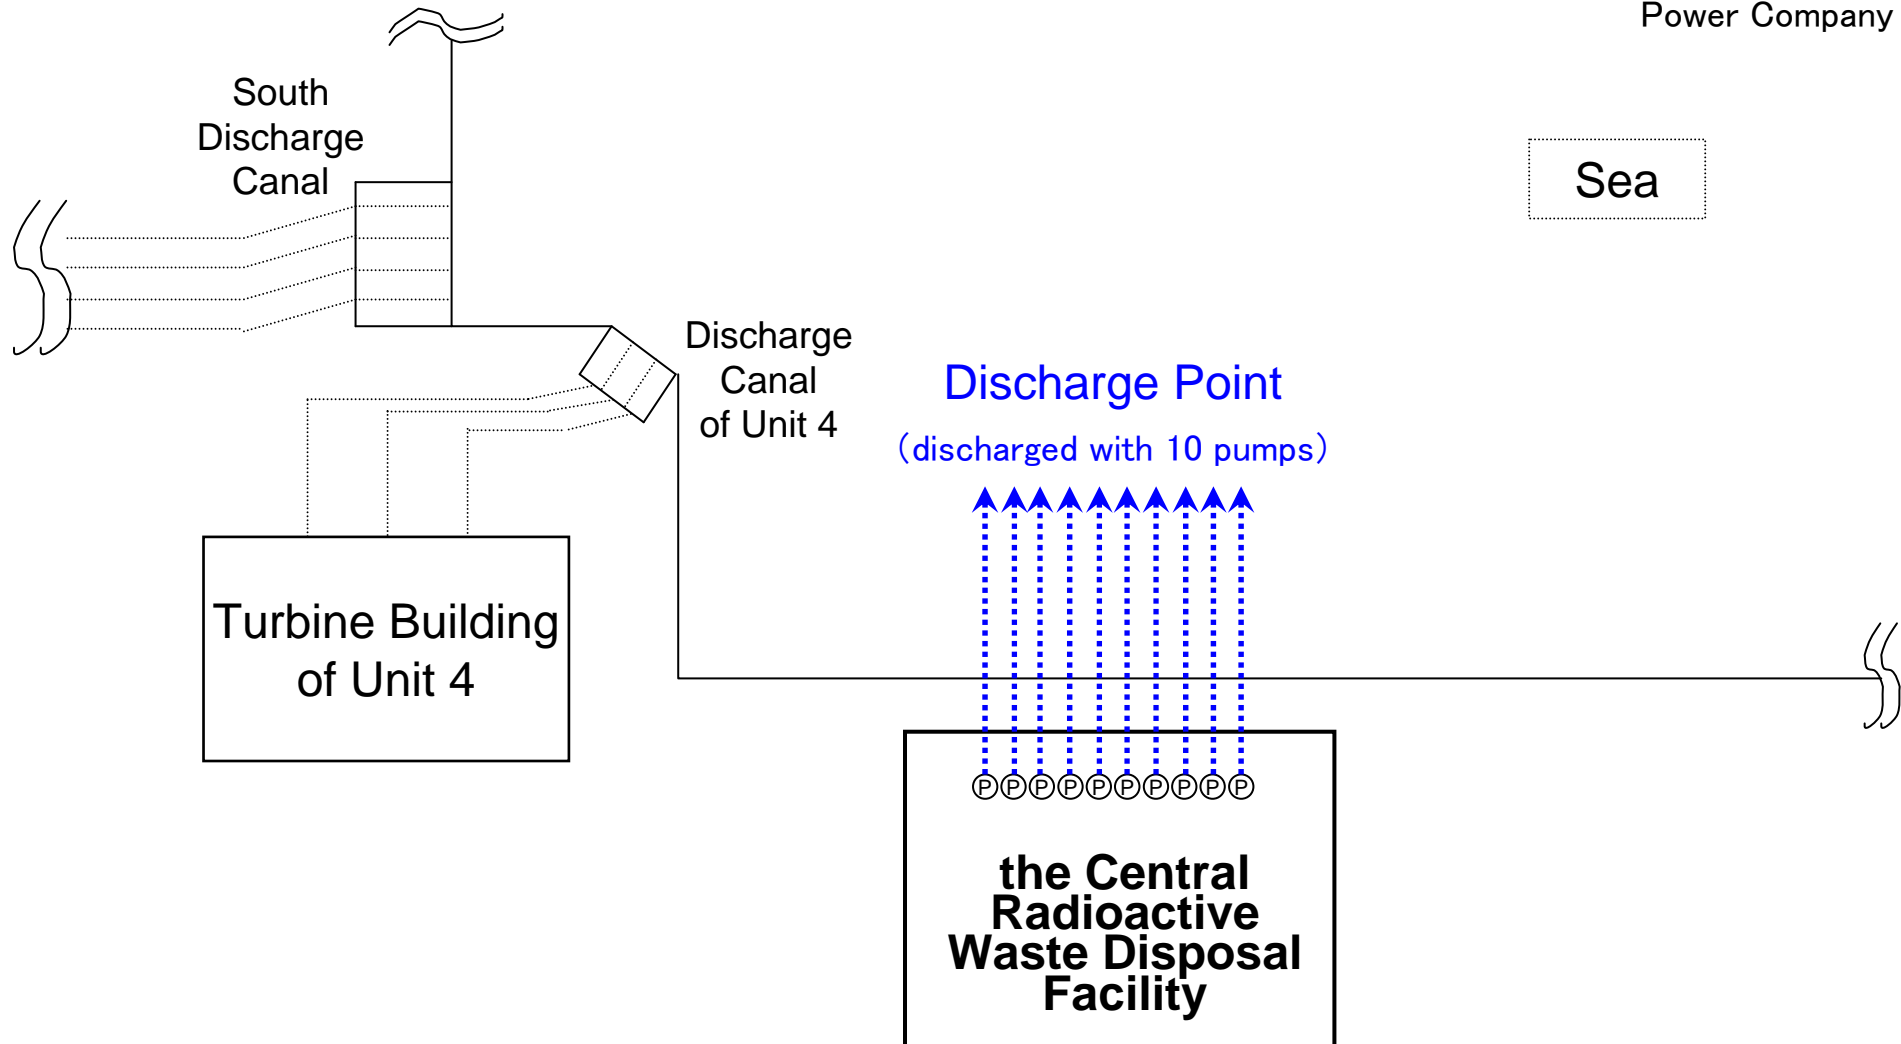 Power Company
South
Discharge
Canal
Sea
Discharge
Canal
of Unit 4
Discharge Point
（discharged with 10 pumps）
Turbine Building
of Unit 4
P P P P P P P P P P
the Central
Radioactive
Waste Disposal
Facility